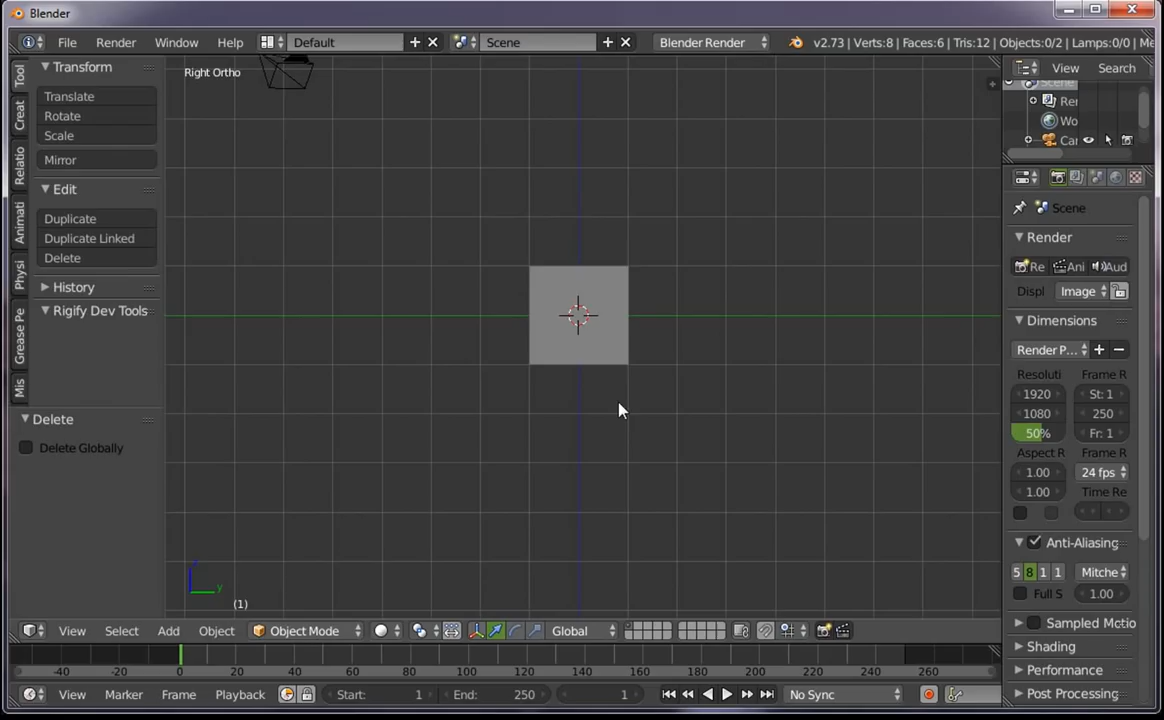 Blender
File Render Window Help Default Scene Blender Render v2.73 | Verts:8 | Faces:6 | Tris:12 | Objects:0/2 | Lamps:0/0 | Me
Tool
Creat
Relatio
Animati
Physi
Grease Pe
Mis
Transform
Translate
Rotate
Scale
Mirror
Edit
Duplicate
Duplicate Linked
Delete
History
Rigify Dev Tools
Delete
Delete Globally
Right Ortho
y
(1)
View Select Add Object Object Mode Global
-40 -20 0 20 40 60 80 100 120 140 160 180 200 220 240 260
View Marker Frame Playback Start: 1 End: 250 1 No Sync
View Search
Scene
Rer
Wo
Car
Scene
Render
Re Ani Aud
Displ Image
Dimensions
Render P...
Resoluti Frame R
1920 St: 1
1080 250
50% Fr: 1
Aspect R Frame R
1.00 24 fps
1.00 Time Re
Anti-Aliasing
5 8 1 1 Mitche
Full S 1.00
Sampled Motio
Shading
Performance
Post Processing